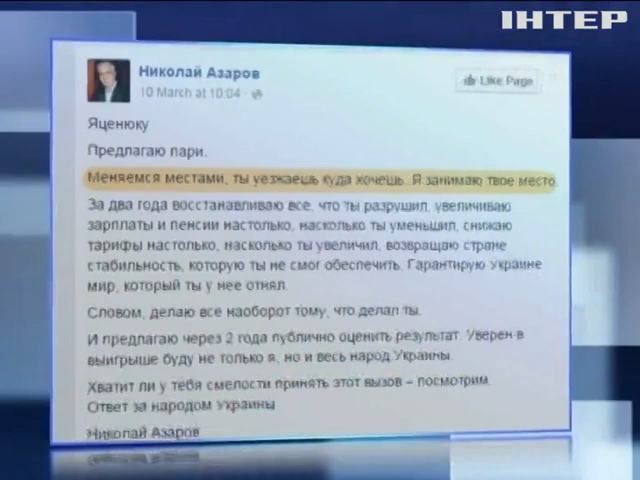 ІНТЕР
Николай Азаров
10 March at 10:04
Like Page
Яценюку
Предлагаю пари.
Меняемся местами, ты уезжаешь куда хочешь. Я занимаю твое место.
За два года восстанавливаю все, что ты разрушил, увеличиваю
зарплаты и пенсии настолько, насколько ты уменьшил, снижаю
тарифы настолько, насколько ты увеличил, возвращаю стране
стабильность, которую ты не смог обеспечить. Гарантирую Украине
мир, который ты у нее отнял.
Словом, делаю все наоборот тому, что делал ты.
И предлагаю через 2 года публично оценить результат. Уверен-в
выигрыше буду не только я, но и весь народ Украины.
Хватит ли у тебя смелости принять этот вызов – посмотрим.
Ответ за народом Украины
Николай Азаров